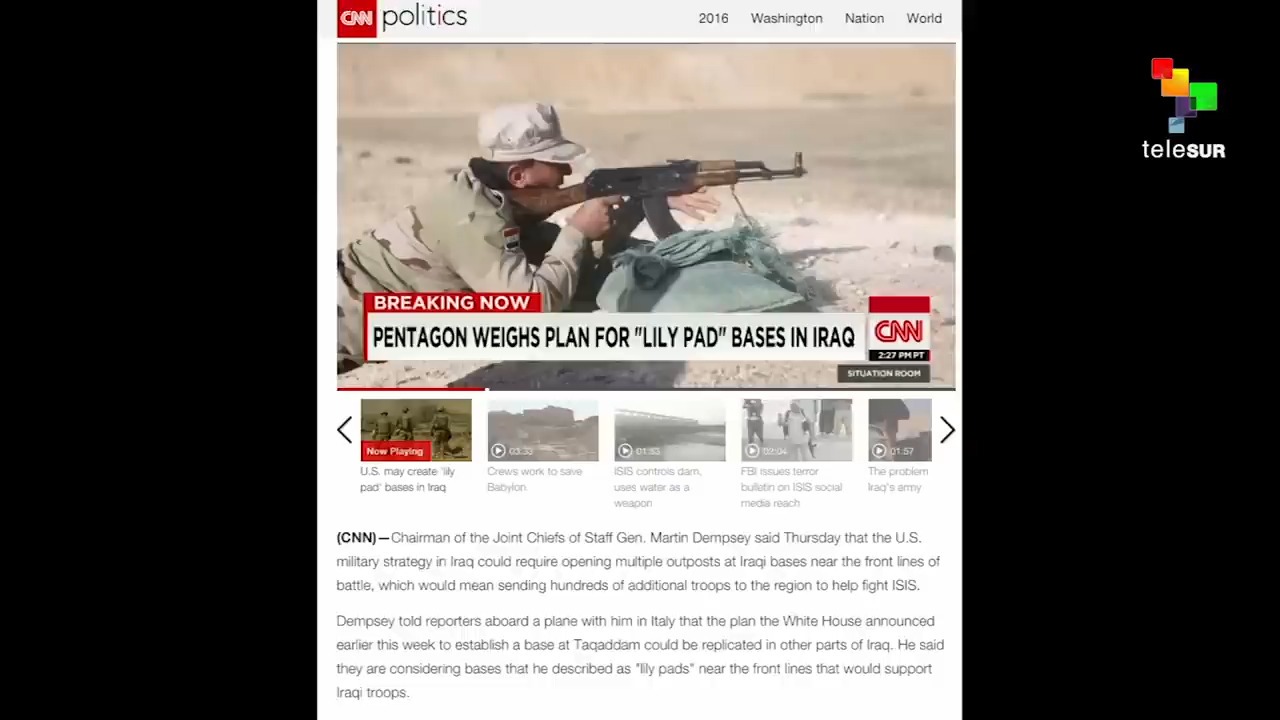 CNN politics 2016 Washington Nation World
teleSUR
BREAKING NOW
PENTAGON WEIGHS PLAN FOR "LILY PAD" BASES IN IRAQ
CNN
2:27 PM PT
SITUATION ROOM
Now Playing
U.S. may create 'lily
pad' bases in Iraq
03:33
Crews work to save
Babylon
01:53
ISIS controls dam,
uses water as a
weapon
02:04
FBI issues terror
bulletin on ISIS social
media reach
01:57
The problem
Iraq's army
(CNN)—Chairman of the Joint Chiefs of Staff Gen. Martin Dempsey said Thursday that the U.S.
military strategy in Iraq could require opening multiple outposts at Iraqi bases near the front lines of
battle, which would mean sending hundreds of additional troops to the region to help fight ISIS.
Dempsey told reporters aboard a plane with him in Italy that the plan the White House announced
earlier this week to establish a base at Taqaddam could be replicated in other parts of Iraq. He said
they are considering bases that he described as "lily pads" near the front lines that would support
Iraqi troops.